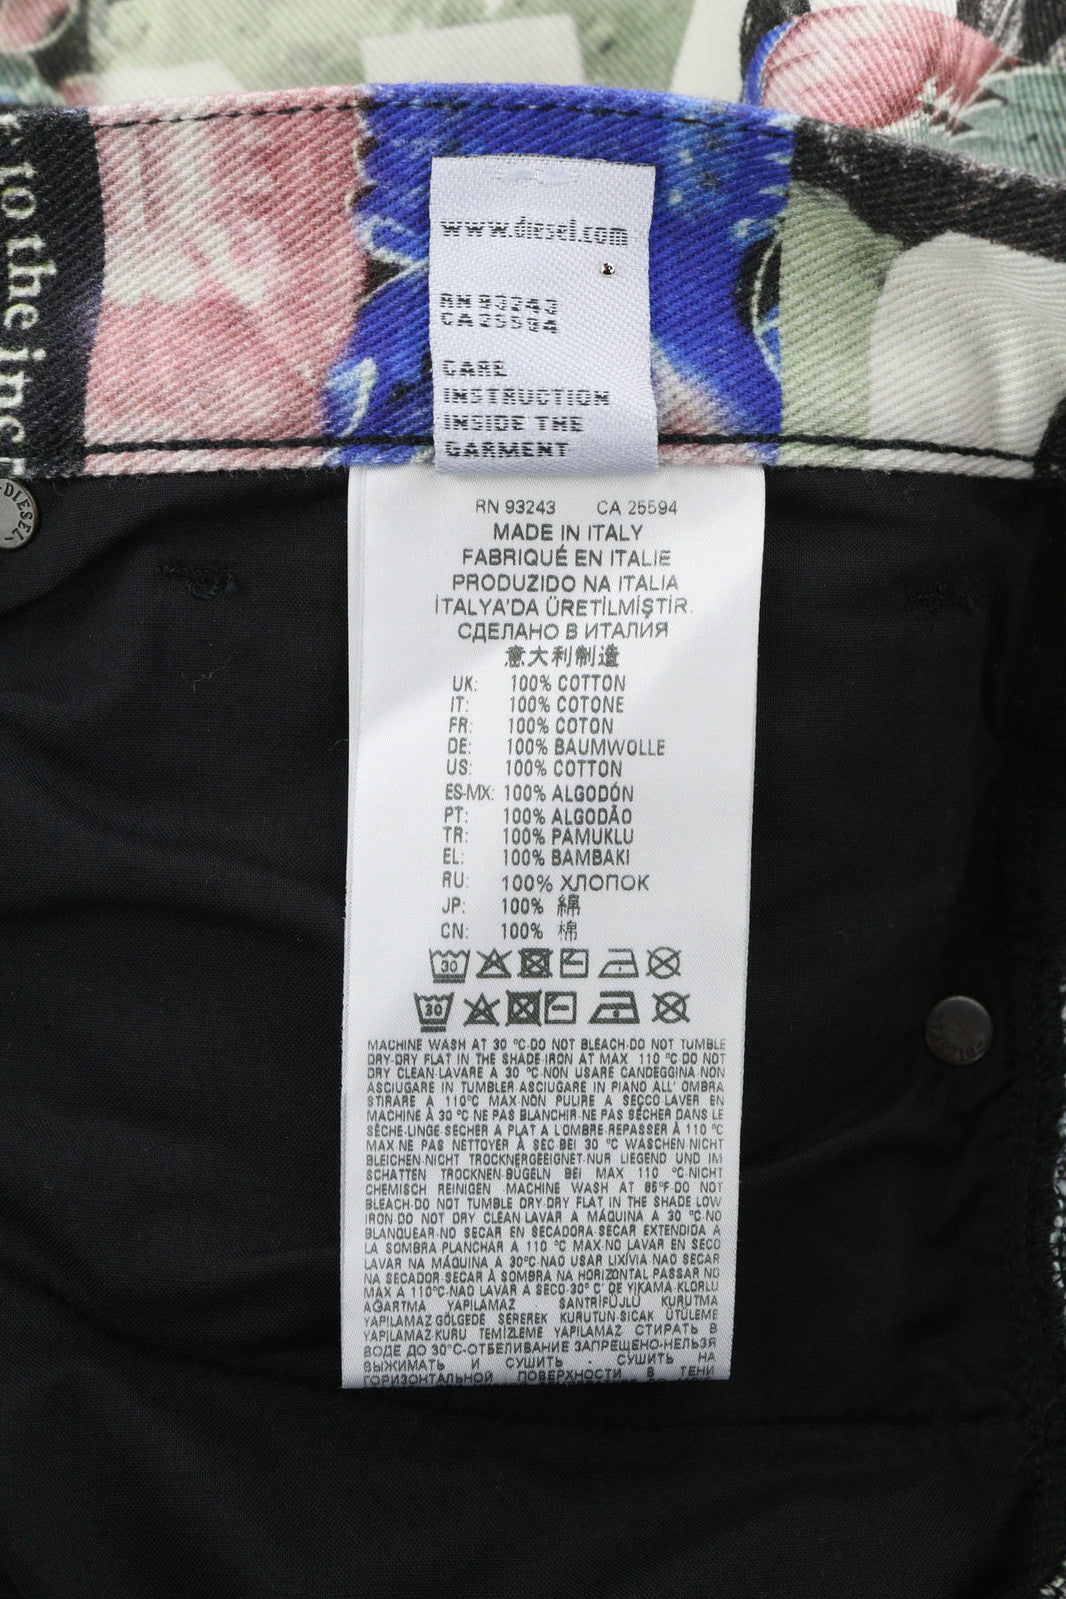 to the inc
www.diesel.com
RN 93243
CA 25594
CARE
INSTRUCTION
INSIDE THE
GARMENT
DIESEL
RN 93243 CA 25594
MADE IN ITALY
FABRIQUÉ EN ITALIE
PRODUZIDO NA ITALIA
İTALYA'DA ÜRETİLMİŞTİR.
СДЕЛАНО В ИТАЛИЯ
意大利制造
UK: 100% COTTON
IT: 100% COTONE
FR: 100% COTON
DE: 100% BAUMWOLLE
US: 100% COTTON
ES-MX: 100% ALGODÓN
PT: 100% ALGODÃO
TR: 100% PAMUKLU
EL: 100% BAMBAKI
RU: 100% ХЛОПОК
JP: 100% 綿
CN: 100% 棉
30
30
MACHINE WASH AT 30 °C-DO NOT BLEACH-DO NOT TUMBLE
DRY-DRY FLAT IN THE SHADE-IRON AT MAX 110 °C DO NOT
DRY CLEAN-LAVARE A 30 °C-NON USARE CANDEGGINA-NON
ASCIUGARE IN TUMBLER ASCIUGARE IN PIANO ALL' OMBRA
STIRARE A 110°C MAX-NON PULIRE A SECCO-LAVER EN
MACHINE À 30 °C NE PAS BLANCHIR-NE PAS SÉCHER DANS LE
SÈCHE-LINGE-SECHER A PLAT A L'OMBRE-REPASSER À 110 °C
MAX-NE PAS NETTOYER À SEC-BEI 30 °C WASCHEN-NICHT
BLEICHEN-NICHT TROCKNERGEEIGNET-NUR LIEGEND UND IM
SCHATTEN TROCKNEN-BÜGELN BEI MAX 110 °C-NICHT
CHEMISCH REINIGEN -MACHINE WASH AT 85°F-DO NOT
BLEACH-DO NOT TUMBLE DRY-DRY FLAT IN THE SHADE-LOW
IRON-DO NOT DRY CLEAN-LAVAR A MÁQUINA A 30 °C-NO
BLANQUEAR-NO SECAR EN SECADORA-SECAR EXTENDIDA A
LA SOMBRA-PLANCHAR A 110 °C MAX-NO LAVAR EN SECO
LAVAR NA MÁQUINA A 30°C-NÃO USAR LIXÍVIA-NAO SECAR
NA SECADOR-SECAR À SOMBRA NA HORIZONTAL PASSAR NO
MAX A 110°C-NAO LAVAR A SECO-30° C' DE YIKAMA KLORLU
AĞARTMA YAPILAMAZ SANTRİFÜJLÜ KURUTMA
YAPILAMAZ-GÖLGEDE SEREREK KURUTUN-SICAK ÜTÜLEME
YAPILAMAZ-KURU TEMİZLEME YAPILAMAZ СТИРАТЬ В
ВОДЕ ДО 30°C-ОТБЕЛИВАНИЕ ЗАПРЕЩЕНО-НЕЛЬЗЯ
ВЫЖИМАТЬ И СУШИТЬ - СУШИТЬ НА
ГОРИЗОНТАЛЬНОЙ ПОВЕРХНОСТИ В ТЕНИ